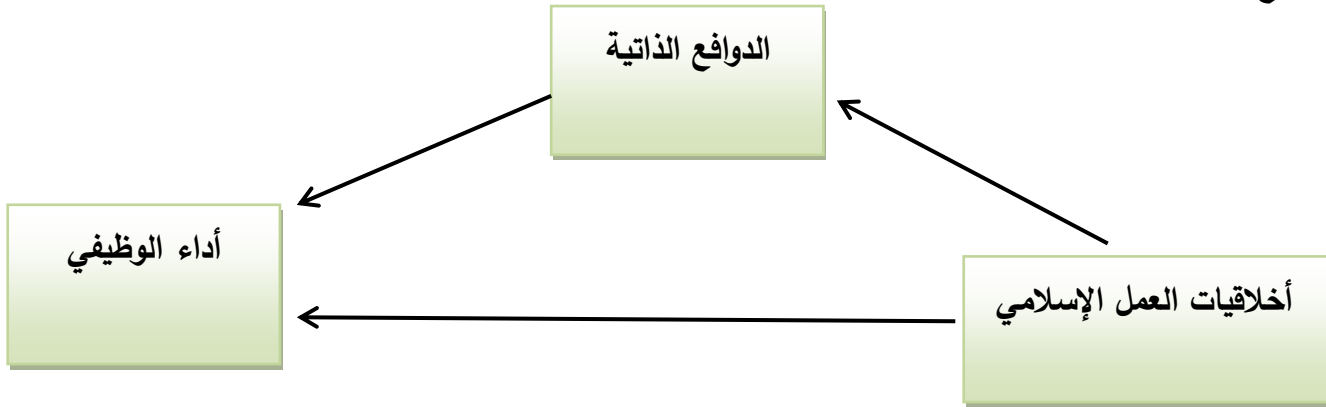 الدوافع الذاتية
أداء الوظيفي
أخلاقيات العمل الإسلامي